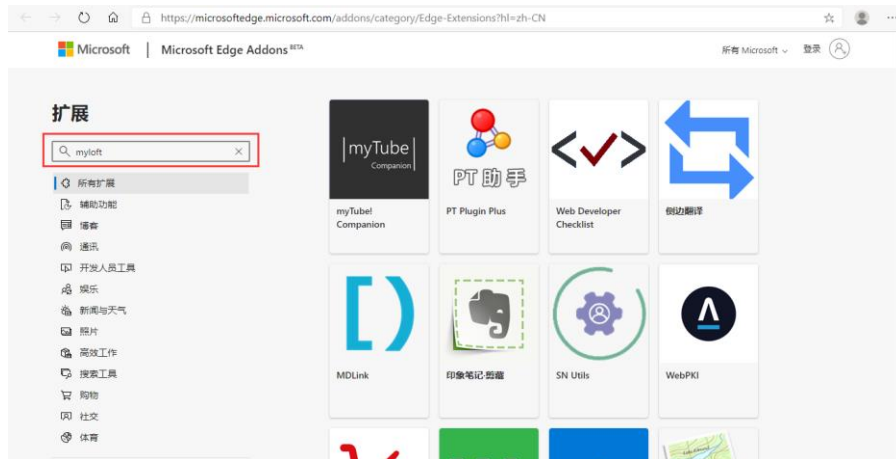 https://microsoftedge.microsoft.com/addons/category/Edge-Extensions?hl=zh-CN
Microsoft | Microsoft Edge Addons BETA
所有 Microsoft
登录
扩展
myloft
所有扩展
辅助功能
博客
通讯
开发人员工具
娱乐
新闻与天气
照片
高效工作
搜索工具
购物
社交
体育
|myTube|
Companion
PT 助手
myTube!
Companion
PT Plugin Plus
Web Developer
Checklist
侧边翻译
MDLink
印象笔记·剪藏
SN Utils
WebPKI